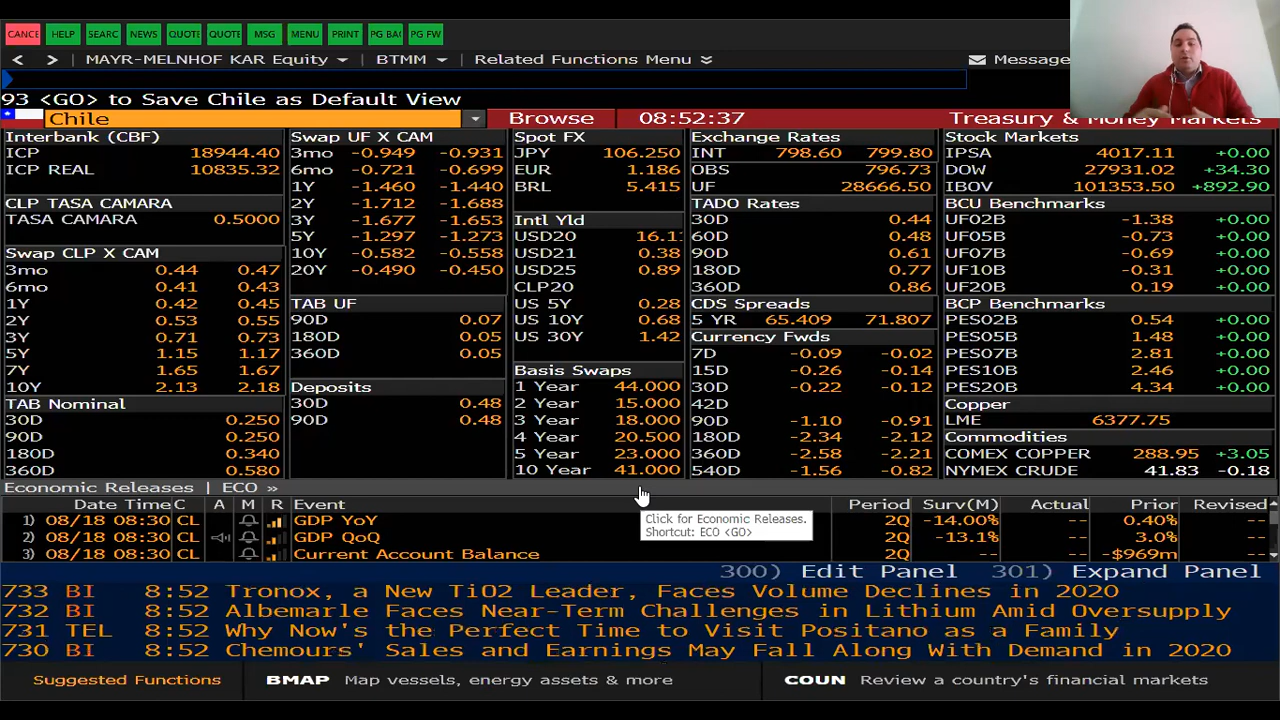 CANCE HELP SEARC NEWS QUOTE QUOTE MSG MENU PRINT PG BAC PG FW
< > MAYR-MELNHOF KAR Equity BTMM Related Functions Menu Message
93 <GO> to Save Chile as Default View
Chile Browse 08:52:37 Treasury & Money Markets
Interbank (CBF)
ICP 18944.40
ICP REAL 10835.32
CLP TASA CAMARA
TASA CAMARA 0.5000
Swap CLP X CAM
3mo 0.44 0.47
6mo 0.41 0.43
1Y 0.42 0.45
2Y 0.53 0.55
3Y 0.71 0.73
5Y 1.15 1.17
7Y 1.65 1.67
10Y 2.13 2.18
TAB Nominal
30D 0.250
90D 0.250
180D 0.340
360D 0.580
Swap UF X CAM
3mo -0.949 -0.931
6mo -0.721 -0.699
1Y -1.460 -1.440
2Y -1.712 -1.688
3Y -1.677 -1.653
5Y -1.297 -1.273
10Y -0.582 -0.558
20Y -0.490 -0.450
TAB UF
90D 0.07
180D 0.05
360D 0.05
Deposits
30D 0.48
90D 0.48
Spot FX
JPY 106.250
EUR 1.186
BRL 5.415
Intl Yld
USD20 16.11
USD21 0.38
USD25 0.89
CLP20
US 5Y 0.28
US 10Y 0.68
US 30Y 1.42
Basis Swaps
1 Year 44.000
2 Year 15.000
3 Year 18.000
4 Year 20.500
5 Year 23.000
10 Year 41.000
Exchange Rates
INT 798.60 799.80
OBS 796.73
UF 28666.50
TADO Rates
30D 0.44
60D 0.48
90D 0.61
180D 0.77
360D 0.86
CDS Spreads
5 YR 65.409 71.807
Currency Fwds
7D -0.09 -0.02
15D -0.26 -0.14
30D -0.22 -0.12
42D
90D -1.10 -0.91
180D -2.34 -2.12
360D -2.58 -2.21
540D -1.56 -0.82
Stock Markets
IPSA 4017.11 +0.00
DOW 27931.02 +34.30
IBOV 101353.50 +892.90
BCU Benchmarks
UF02B -1.38 +0.00
UF05B -0.73 +0.00
UF07B -0.69 +0.00
UF10B -0.31 +0.00
UF20B 0.19 +0.00
BCP Benchmarks
PES02B 0.54 +0.00
PES05B 1.48 +0.00
PES07B 2.81 +0.00
PES10B 2.46 +0.00
PES20B 4.34 +0.00
Copper
LME 6377.75
Commodities
COMEX COPPER 288.95 +3.05
NYMEX CRUDE 41.83 -0.18
Economic Releases | ECO »
Date Time C A M R Event Period Surv(M) Actual Prior Revised
1) 08/18 08:30 CL GDP YoY 2Q -14.00% -- 0.40% --
2) 08/18 08:30 CL GDP QoQ 2Q -13.1% -- 3.0% --
3) 08/18 08:30 CL Current Account Balance 2Q -- -- -$969m --
Click for Economic Releases.
Shortcut: ECO <GO>
300) Edit Panel 301) Expand Panel
733 BI 8:52 Tronox, a New TiO2 Leader, Faces Volume Declines in 2020
732 BI 8:52 Albemarle Faces Near-Term Challenges in Lithium Amid Oversupply
731 TEL 8:52 Why Now's the Perfect Time to Visit Positano as a Family
730 BI 8:52 Chemours' Sales and Earnings May Fall Along With Demand in 2020
Suggested Functions BMAP Map vessels, energy assets & more COUN Review a country's financial markets